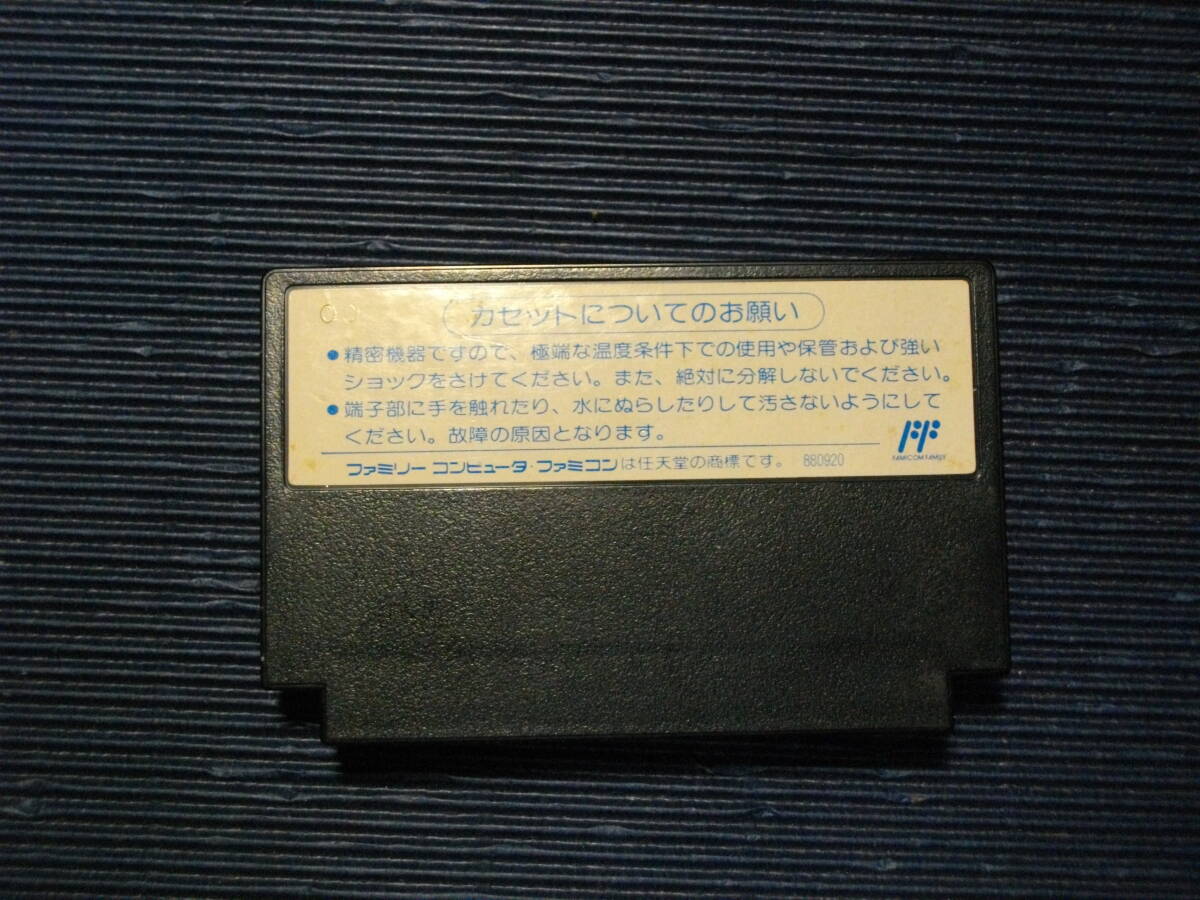 カセットについてのお願い
●精密機器ですので、極端な温度条件下での使用や保管および強い
ショックをさけてください。また、絶対に分解しないでください。
●端子部に手を触れたり、水にぬらしたりして汚さないようにして
ください。故障の原因となります。
FAMICOM FAMILY
ファミリー コンピュータ・ファミコンは任天堂の商標です。 880920